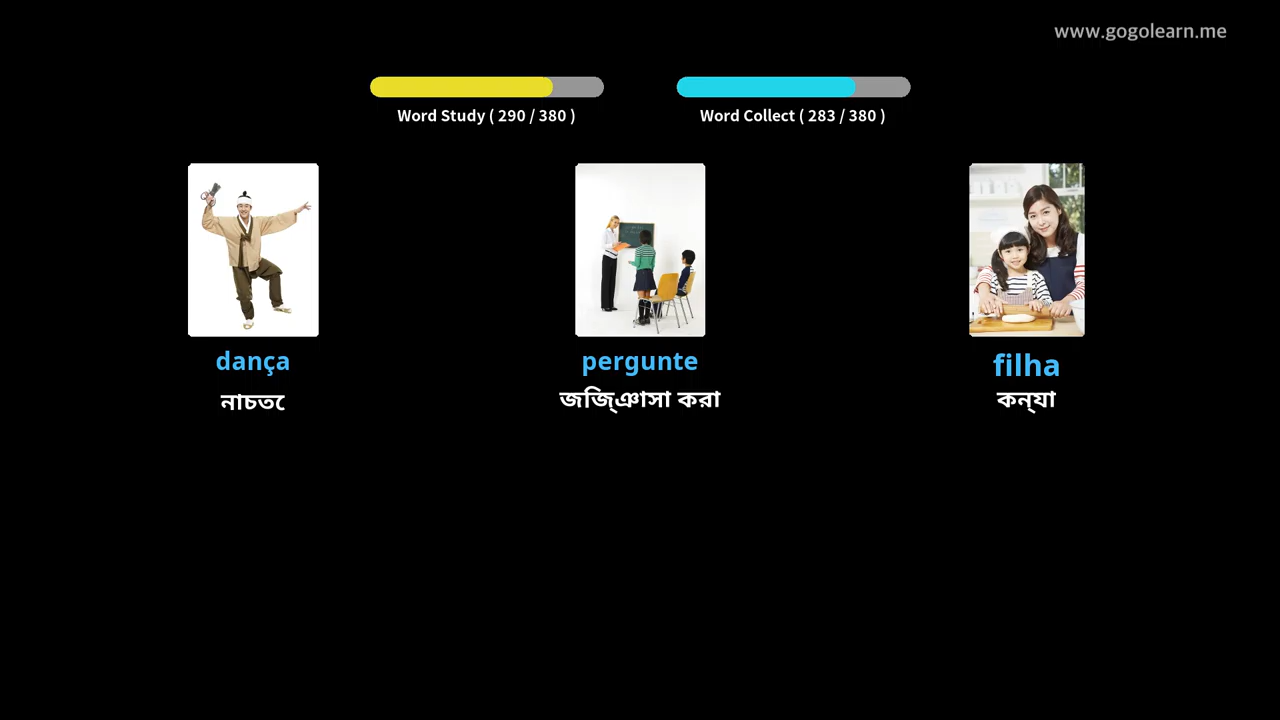 www.gogolearn.me
Word Study ( 290 / 380 )
Word Collect ( 283 / 380 )
dança
pergunte
filha
নাচতে
জিজ্ঞাসা করা
কন্যা